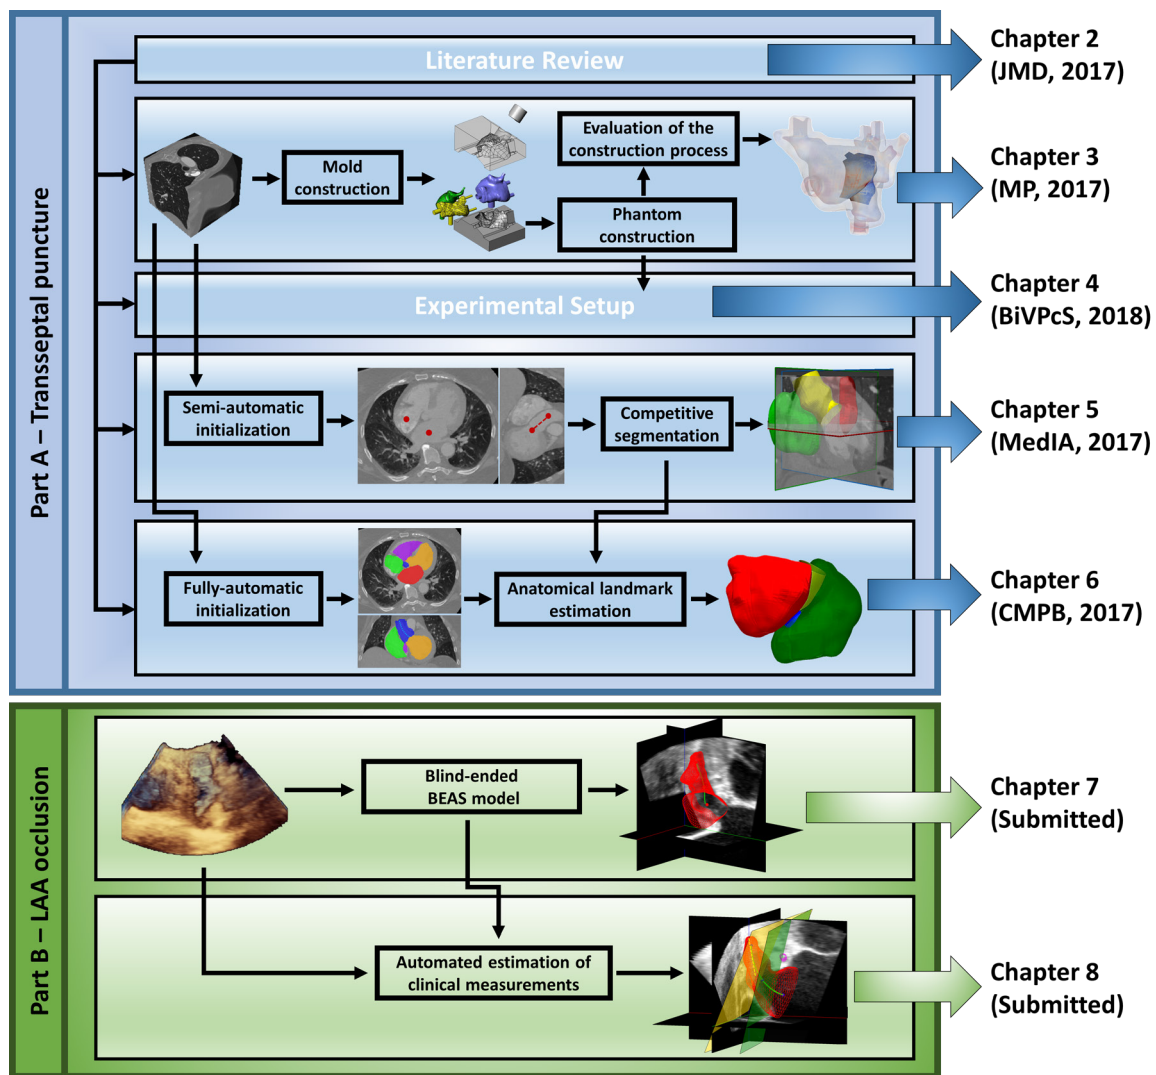 Part A – Transseptal puncture
Literature Review
Chapter 2
(JMD, 2017)
Mold
construction
Evaluation of the
construction process
Phantom
construction
Chapter 3
(MP, 2017)
Experimental Setup
Chapter 4
(BiVPcS, 2018)
Semi-automatic
initialization
Competitive
segmentation
Chapter 5
(MedIA, 2017)
Fully-automatic
initialization
Anatomical landmark
estimation
Chapter 6
(CMPB, 2017)
Part B – LAA occlusion
Blind-ended
BEAS model
Chapter 7
(Submitted)
Automated estimation of
clinical measurements
Chapter 8
(Submitted)